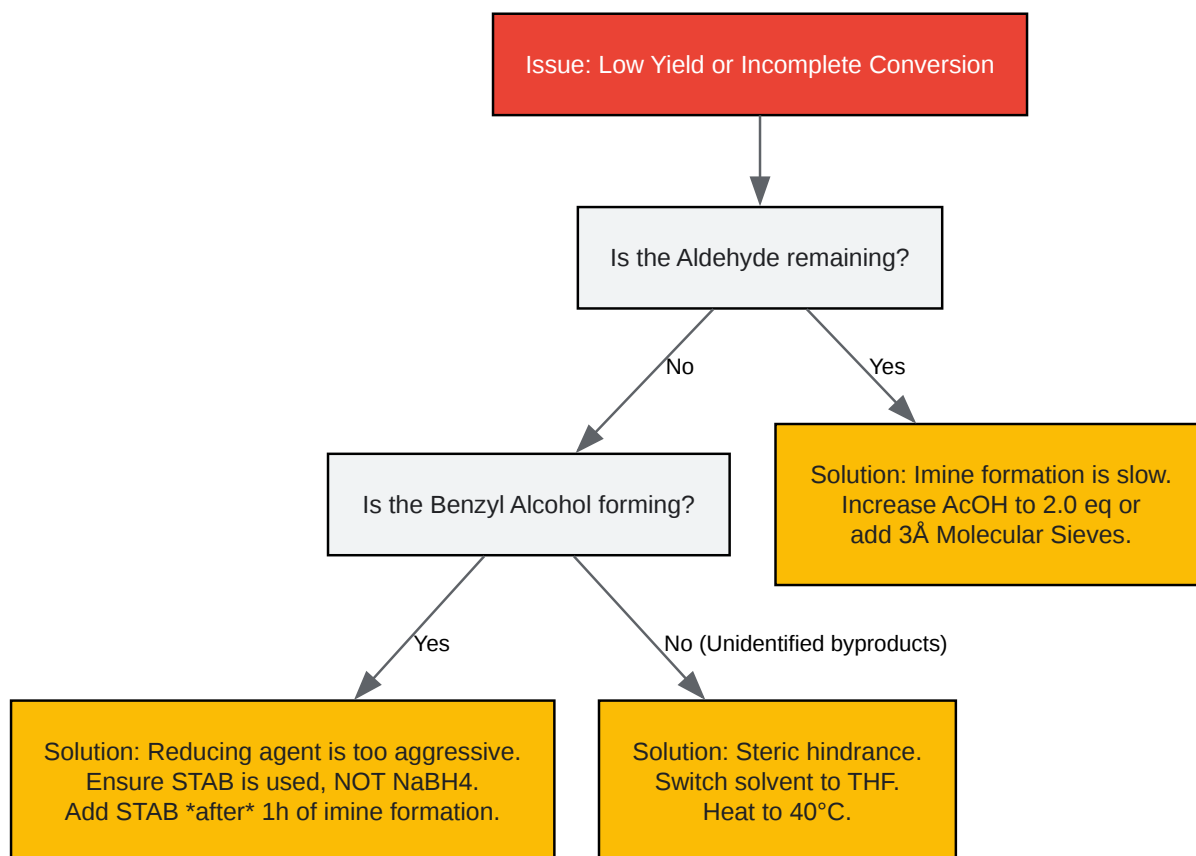 Issue: Low Yield or Incomplete Conversion
Is the Aldehyde remaining?
No
Yes
Is the Benzyl Alcohol forming?
Solution: Imine formation is slow.
Increase AcOH to 2.0 eq or
add 3Å Molecular Sieves.
Yes
No (Unidentified byproducts)
Solution: Reducing agent is too aggressive.
Ensure STAB is used, NOT NaBH4.
Add STAB *after* 1h of imine formation.
Solution: Steric hindrance.
Switch solvent to THF.
Heat to 40°C.